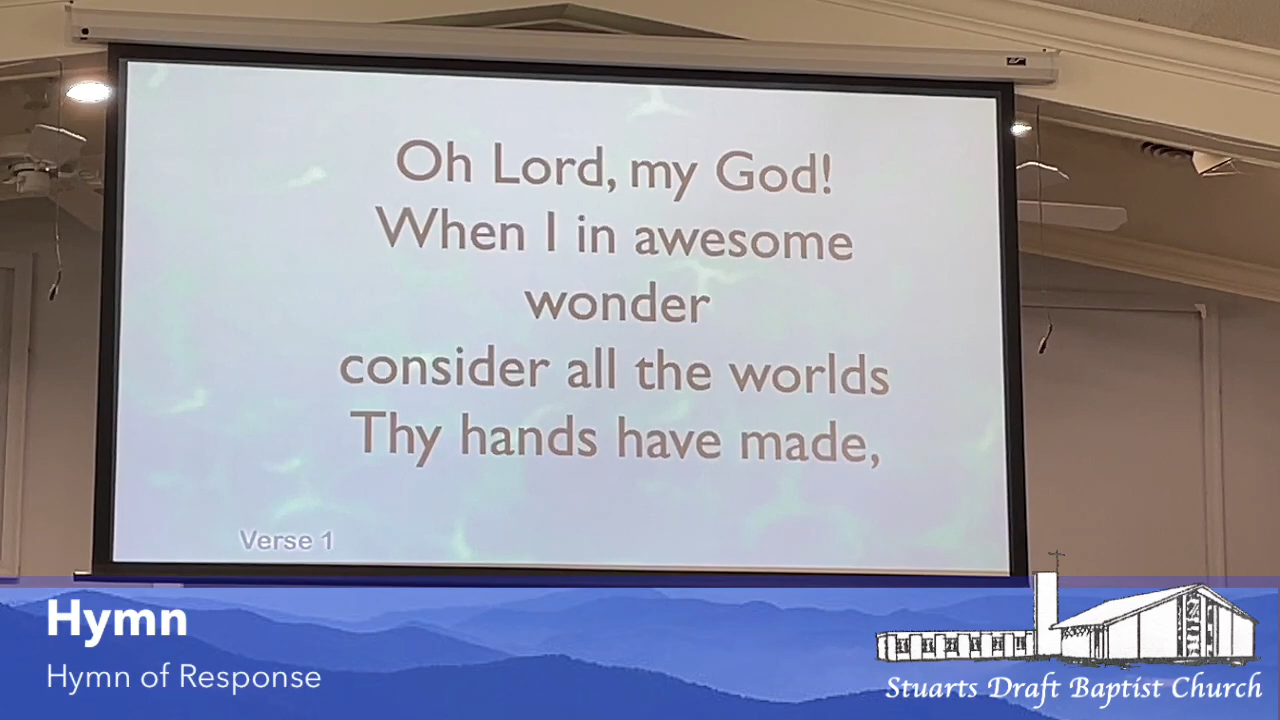 Oh Lord, my God!
When I in awesome
wonder
consider all the worlds
Thy hands have made,
Verse 1
Hymn
Hymn of Response
Stuarts Draft Baptist Church